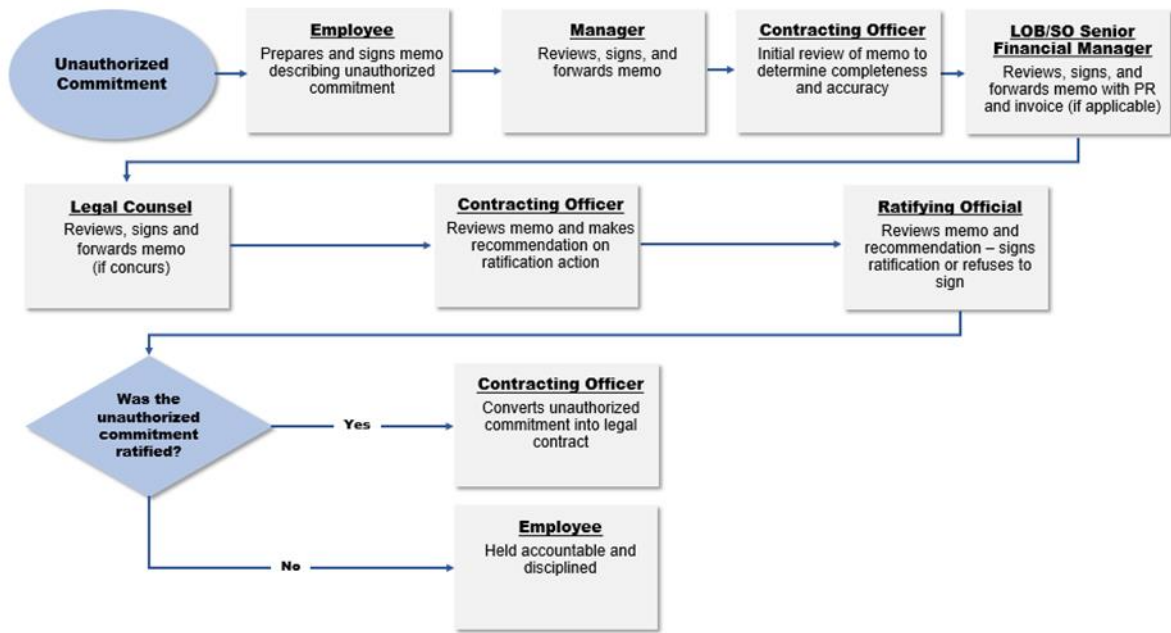 Unauthorized
Commitment
Employee
Prepares and signs memo
describing unauthorized
commitment
Manager
Reviews, signs, and
forwards memo
Contracting Officer
Initial review of memo to
determine completeness
and accuracy
LOB/SO Senior
Financial Manager
Reviews, signs, and
forwards memo with PR
and invoice (if applicable)
Legal Counsel
Reviews, signs and
forwards memo
(if concurs)
Contracting Officer
Reviews memo and makes
recommendation on
ratification action
Ratifying Official
Reviews memo and
recommendation – signs
ratification or refuses to
sign
Was the
unauthorized
commitment
ratified?
Yes
Contracting Officer
Converts unauthorized
commitment into legal
contract
No
Employee
Held accountable and
disciplined